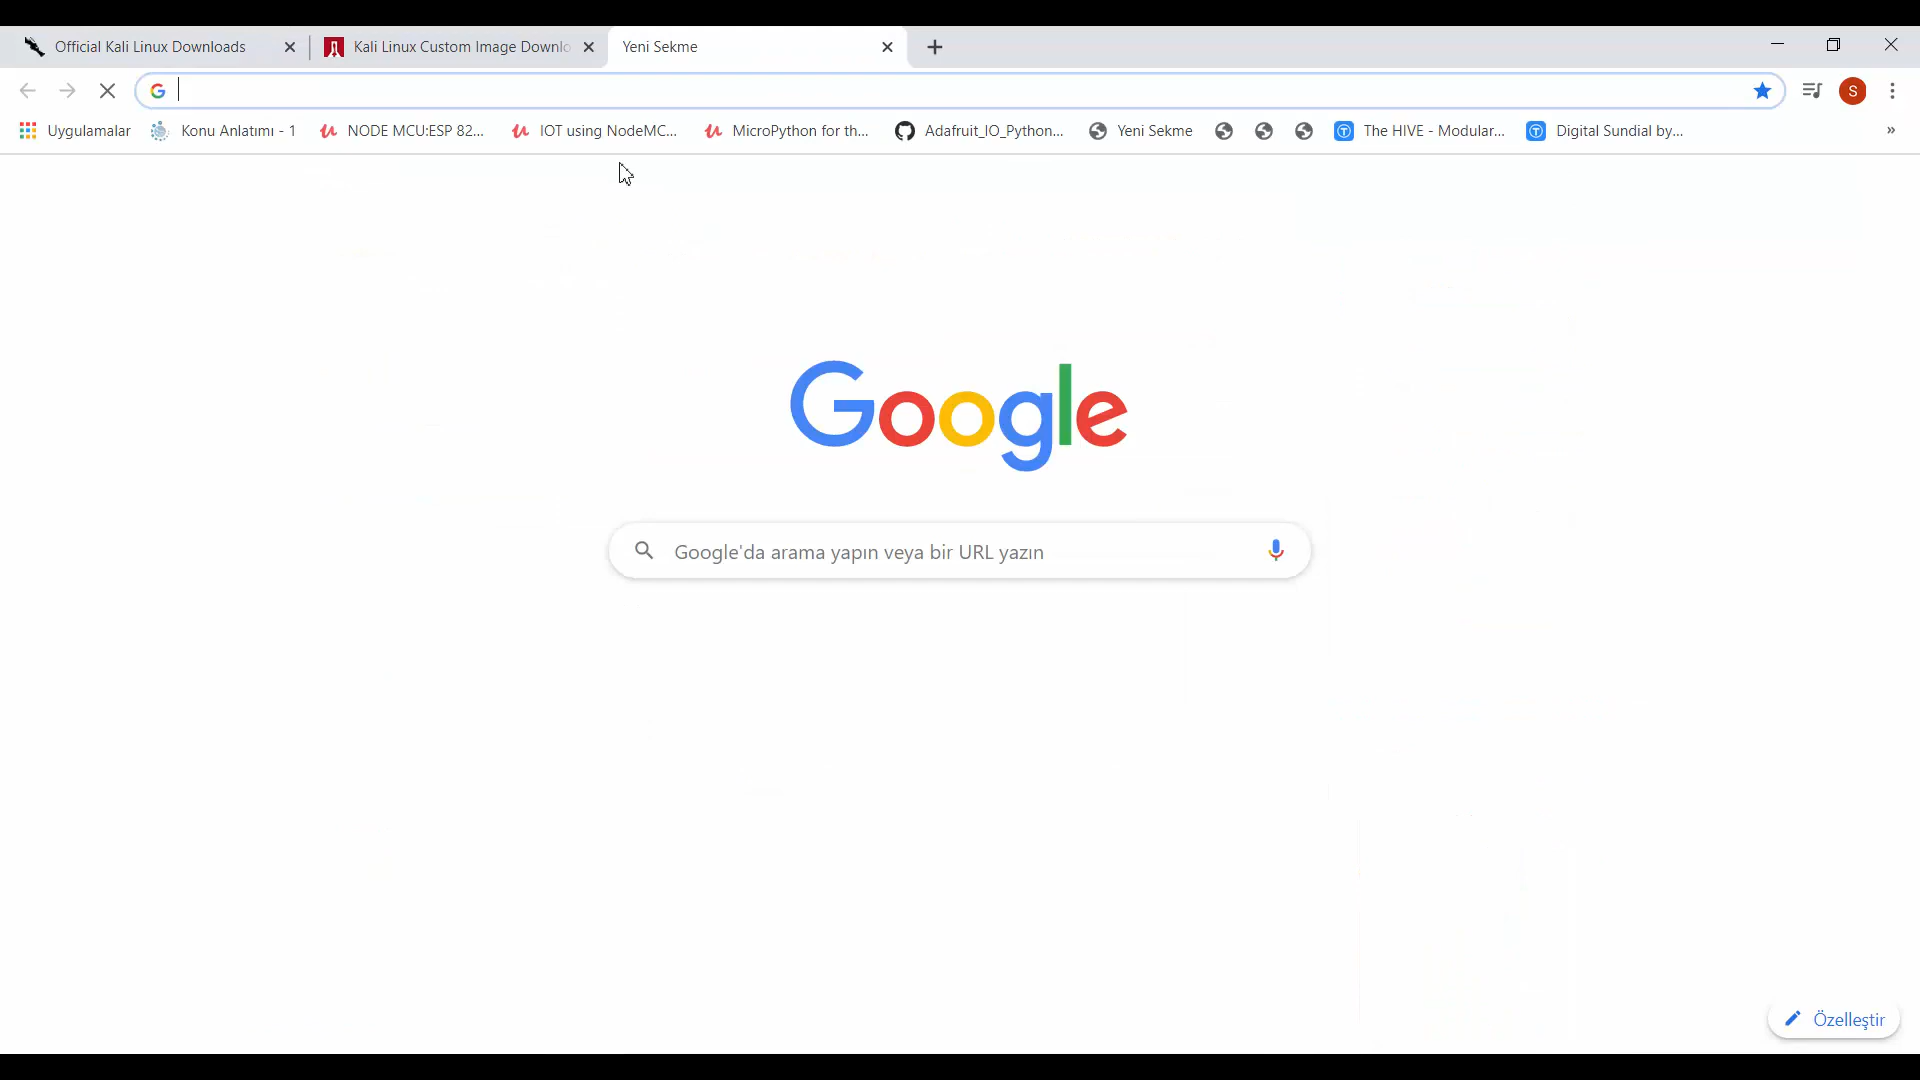 Official Kali Linux Downloads
Kali Linux Custom Image Downlo
Yeni Sekme
S
Uygulamalar
Konu Anlatımı - 1
NODE MCU:ESP 82...
IOT using NodeMC...
MicroPython for th...
Adafruit_IO_Python...
Yeni Sekme
The HIVE - Modular...
Digital Sundial by...
»
Google
Google'da arama yapın veya bir URL yazın
Özelleştir